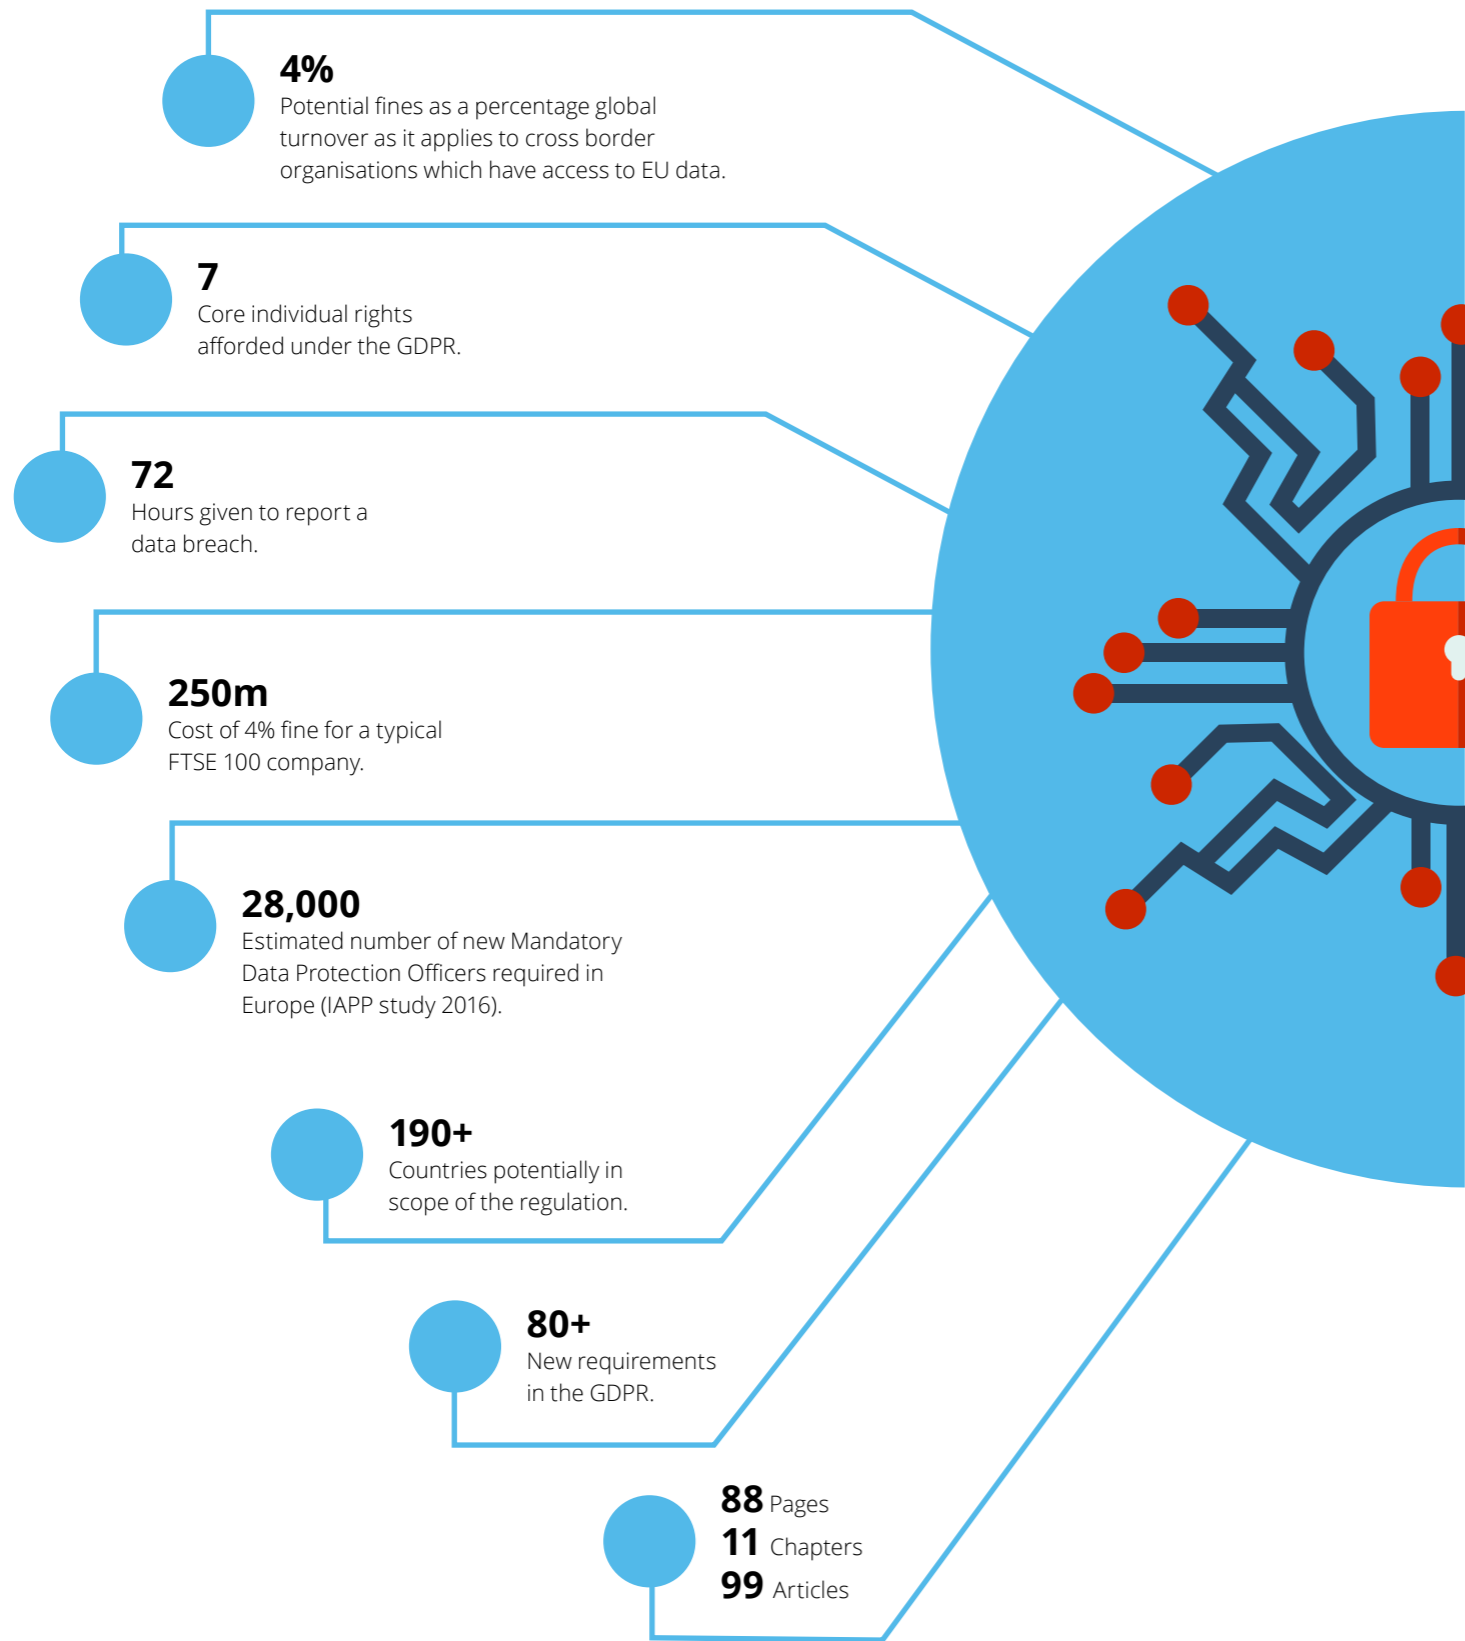 4%
Potential fines as a percentage global
turnover as it applies to cross border
organisations which have access to EU data.
7
Core individual rights
afforded under the GDPR.
72
Hours given to report a
data breach.
250m
Cost of 4% fine for a typical
FTSE 100 company.
28,000
Estimated number of new Mandatory
Data Protection Officers required in
Europe (IAPP study 2016).
190+
Countries potentially in
scope of the regulation.
80+
New requirements
in the GDPR.
88 Pages
11 Chapters
99 Articles